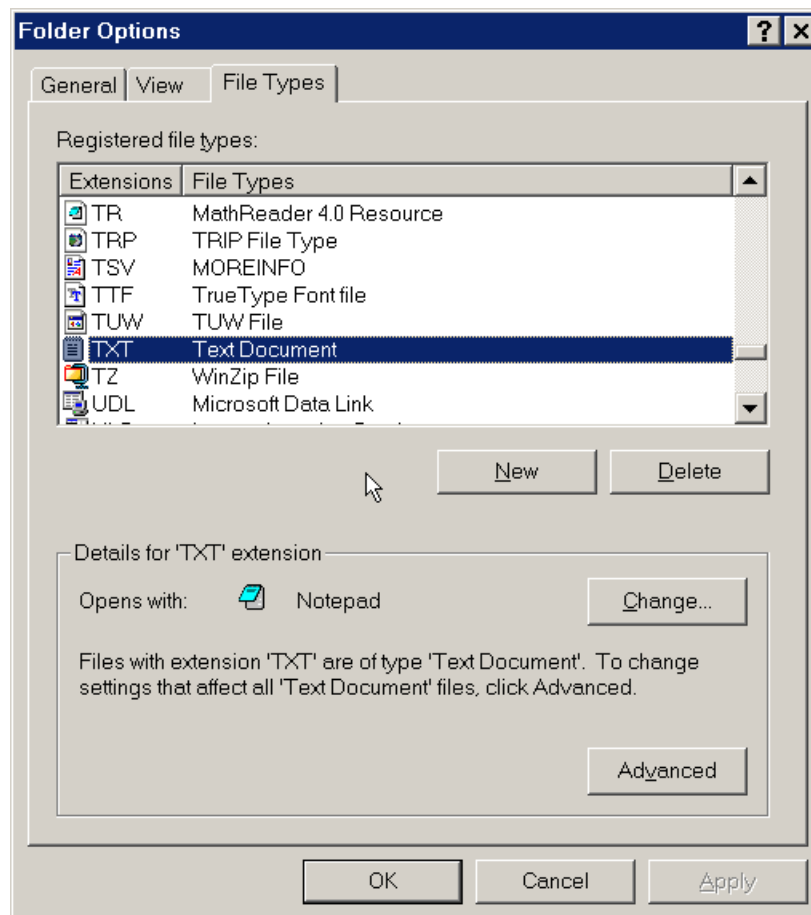 Folder Options
General View File Types
Registered file types:
Extensions File Types
TR MathReader 4.0 Resource
TRP TRIP File Type
TSV MOREINFO
TTF TrueType Font file
TUW TUW File
TXT Text Document
TZ WinZip File
UDL Microsoft Data Link
New Delete
Details for 'TXT' extension
Opens with: Notepad Change...
Files with extension 'TXT' are of type 'Text Document'. To change
settings that affect all 'Text Document' files, click Advanced.
Advanced
OK Cancel Apply